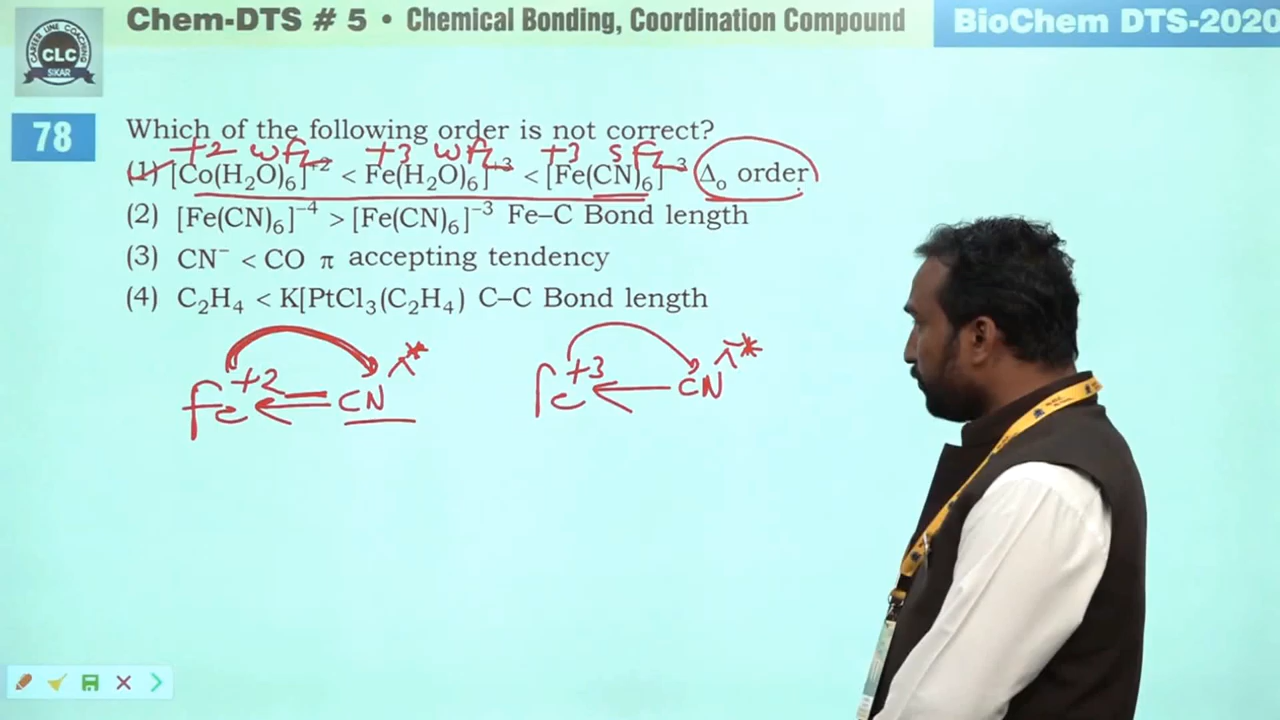 Chem-DTS # 5 • Chemical Bonding, Coordination Compound
BioChem DTS-2020
CAREER LINE COACHING
CLC
SIKAR
78
Which of the following order is not correct?
+2 wfl +3 wfl +3 sfl
(1) [Co(H₂O)₆]⁺² < Fe(H₂O)₆]⁺³ < [Fe(CN)₆]⁻³ Δₒ order
(2) [Fe(CN)₆]⁻⁴ > [Fe(CN)₆]⁻³ Fe–C Bond length
(3) CN⁻ < CO π accepting tendency
(4) C₂H₄ < K[PtCl₃(C₂H₄) C–C Bond length
Fe⁺² ← CN π*
Fe⁺³ ← CN π*